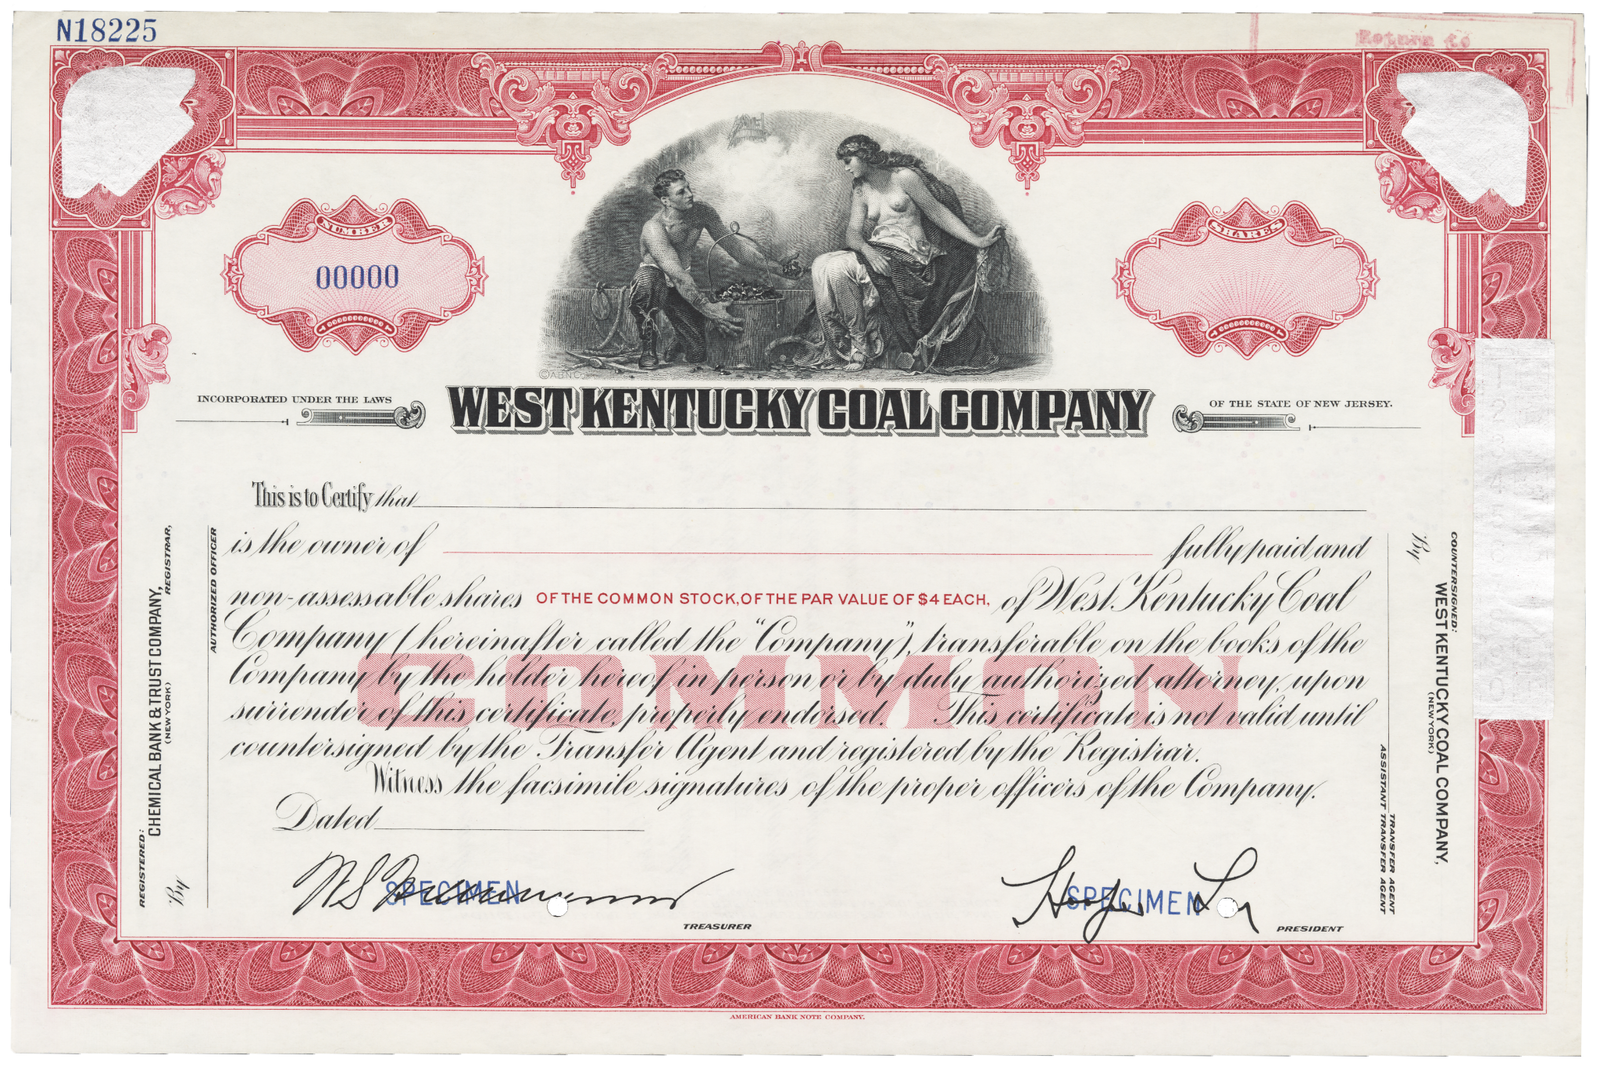 N18225
Return to
NUMBER
SHARES
00000
©ABNCo
INCORPORATED UNDER THE LAWS
OF THE STATE OF NEW JERSEY.
WEST KENTUCKY COAL COMPANY
This is to Certify that
is the owner of fully paid and
non-assessable shares OF THE COMMON STOCK, OF THE PAR VALUE OF $4 EACH, of West Kentucky Coal
Company (hereinafter called the "Company"), transferable on the books of the
Company by the holder hereof in person or by duly authorized attorney, upon
surrender of this certificate, properly endorsed. This certificate is not valid until
countersigned by the Transfer Agent and registered by the Registrar.
COMMON
Witness the facsimile signatures of the proper officers of the Company.
Dated
SPECIMEN
TREASURER
SPECIMEN
PRESIDENT
REGISTERED:
CHEMICAL BANK & TRUST COMPANY,
(NEW YORK)
REGISTRAR,
By
AUTHORIZED OFFICER
COUNTERSIGNED:
WEST KENTUCKY COAL COMPANY,
(NEW YORK)
TRANSFER AGENT
By
ASSISTANT TRANSFER AGENT
AMERICAN BANK NOTE COMPANY.